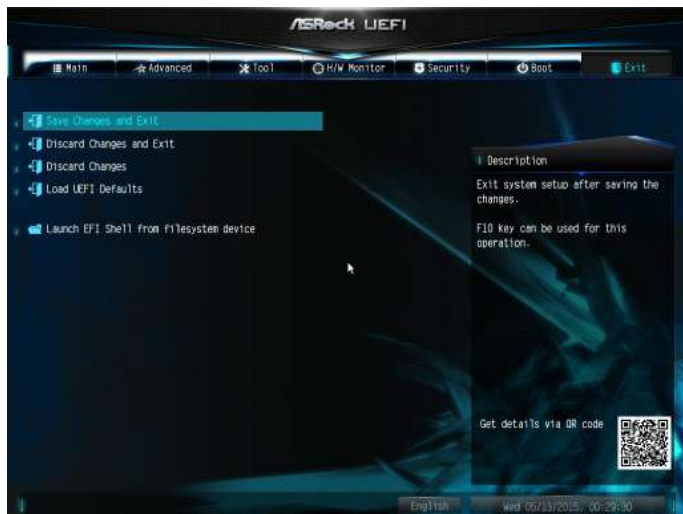 ASRock UEFI
Main Advanced Tool H/W Monitor Security Boot Exit
Save Changes and Exit
Discard Changes and Exit
Discard Changes
Load UEFI Defaults
Launch EFI Shell from filesystem device
Description
Exit system setup after saving the
changes.
F10 key can be used for this
operation.
Get details via QR code
English
Wed 05/13/2015. 00:29:30